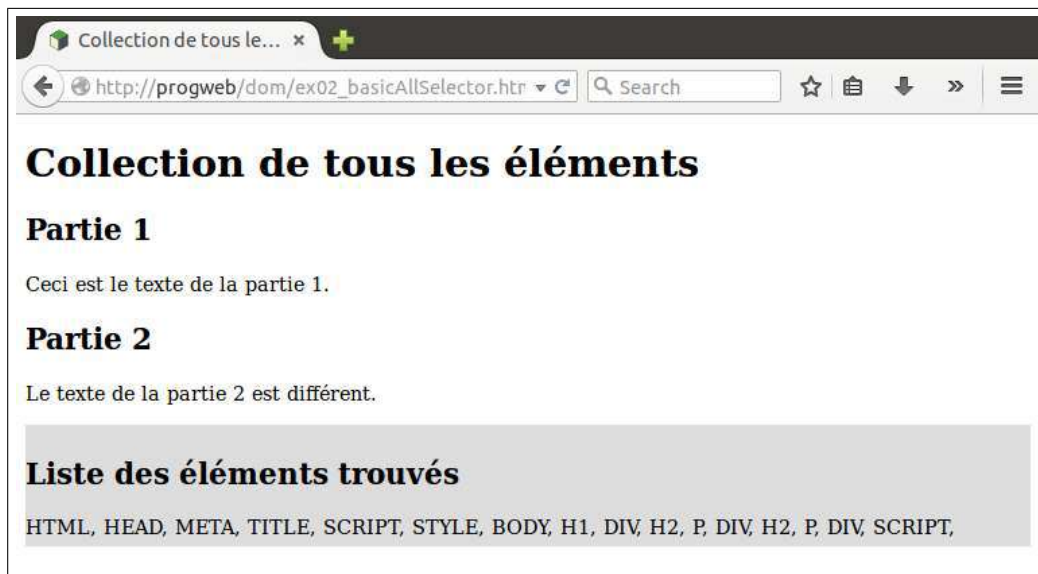 Collection de tous le...
http://progweb/dom/ex02_basicAllSelector.htm
Search
Collection de tous les éléments
Partie 1
Ceci est le texte de la partie 1.
Partie 2
Le texte de la partie 2 est différent.
Liste des éléments trouvés
HTML, HEAD, META, TITLE, SCRIPT, STYLE, BODY, H1, DIV, H2, P, DIV, H2, P, DIV, SCRIPT,